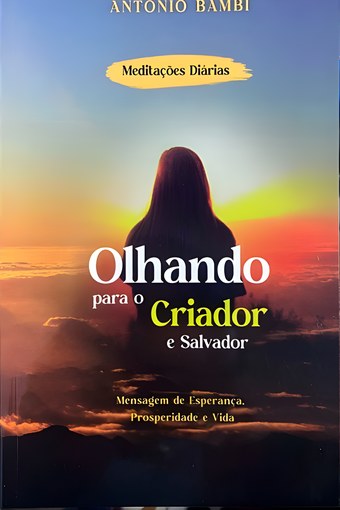 ANTÓNIO BAMBI
Meditações Diárias
Olhando
para o
Criador
e Salvador
Mensagem de Esperança,
Prosperidade e Vida